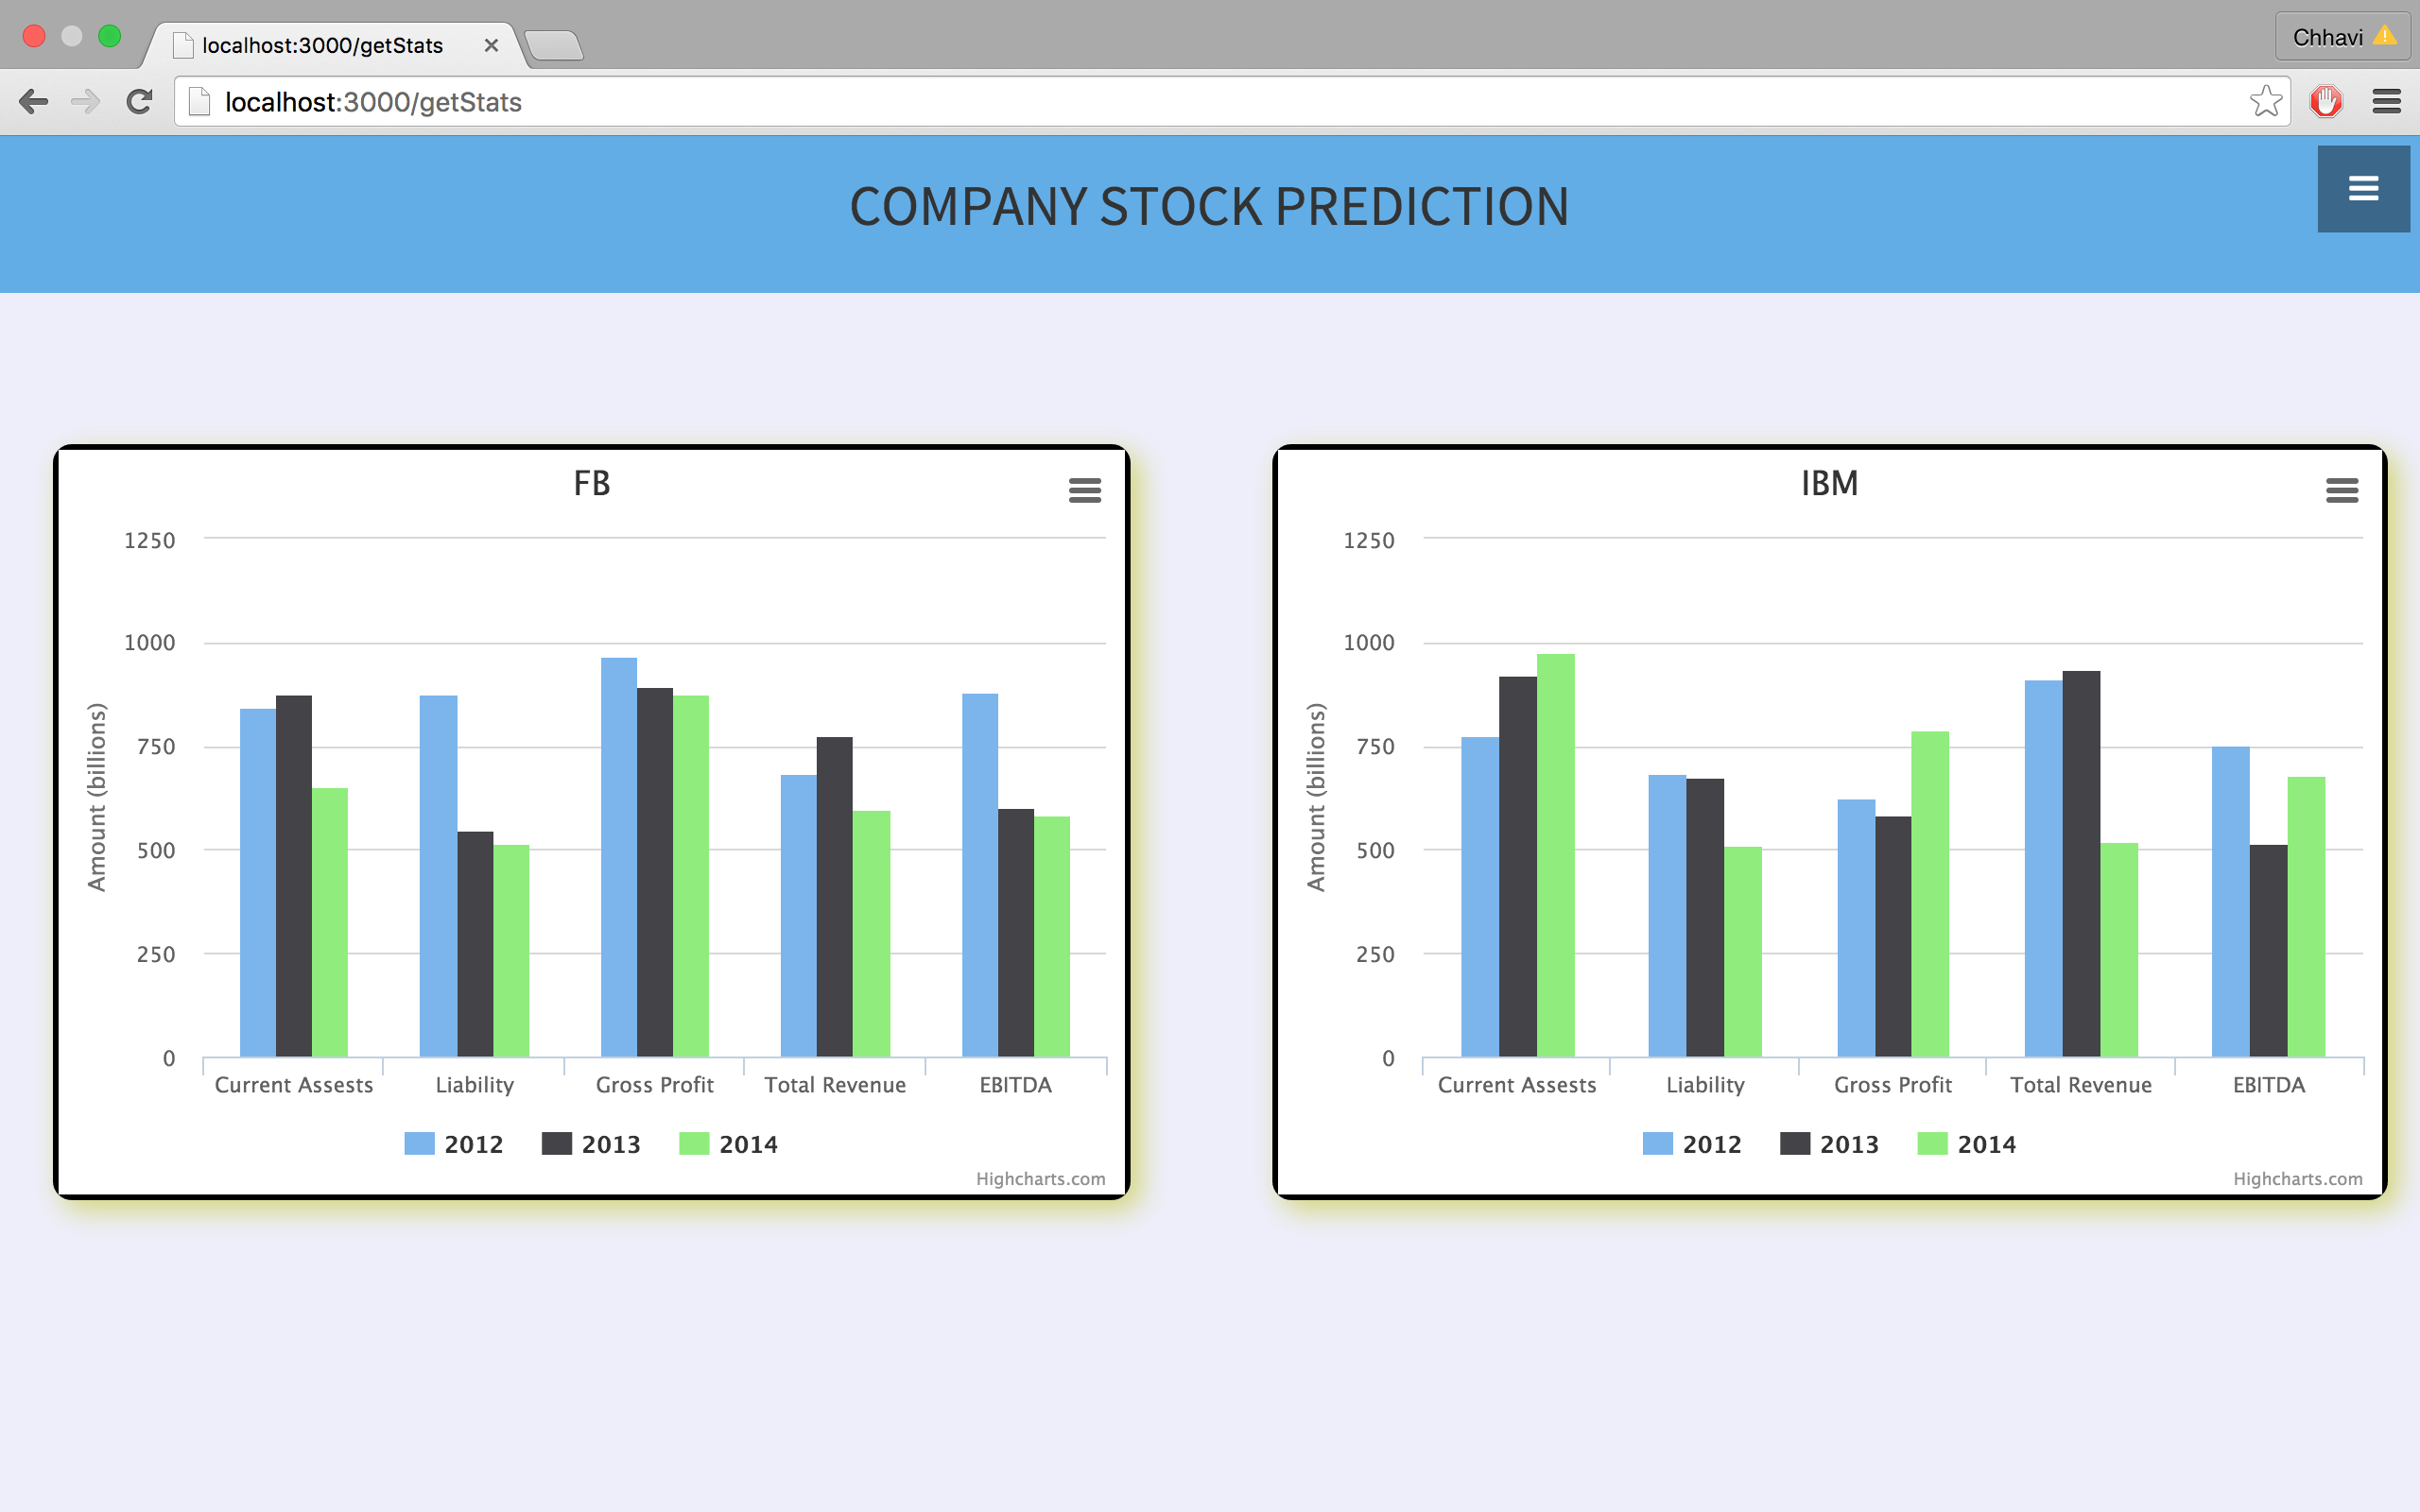 localhost:3000/getStats
Chhavi
localhost:3000/getStats
COMPANY STOCK PREDICTION
FB
1250
1000
750
500
250
0
Amount (billions)
Current Assests Liability Gross Profit Total Revenue EBITDA
2012 2013 2014
Highcharts.com
IBM
1250
1000
750
500
250
0
Amount (billions)
Current Assests Liability Gross Profit Total Revenue EBITDA
2012 2013 2014
Highcharts.com